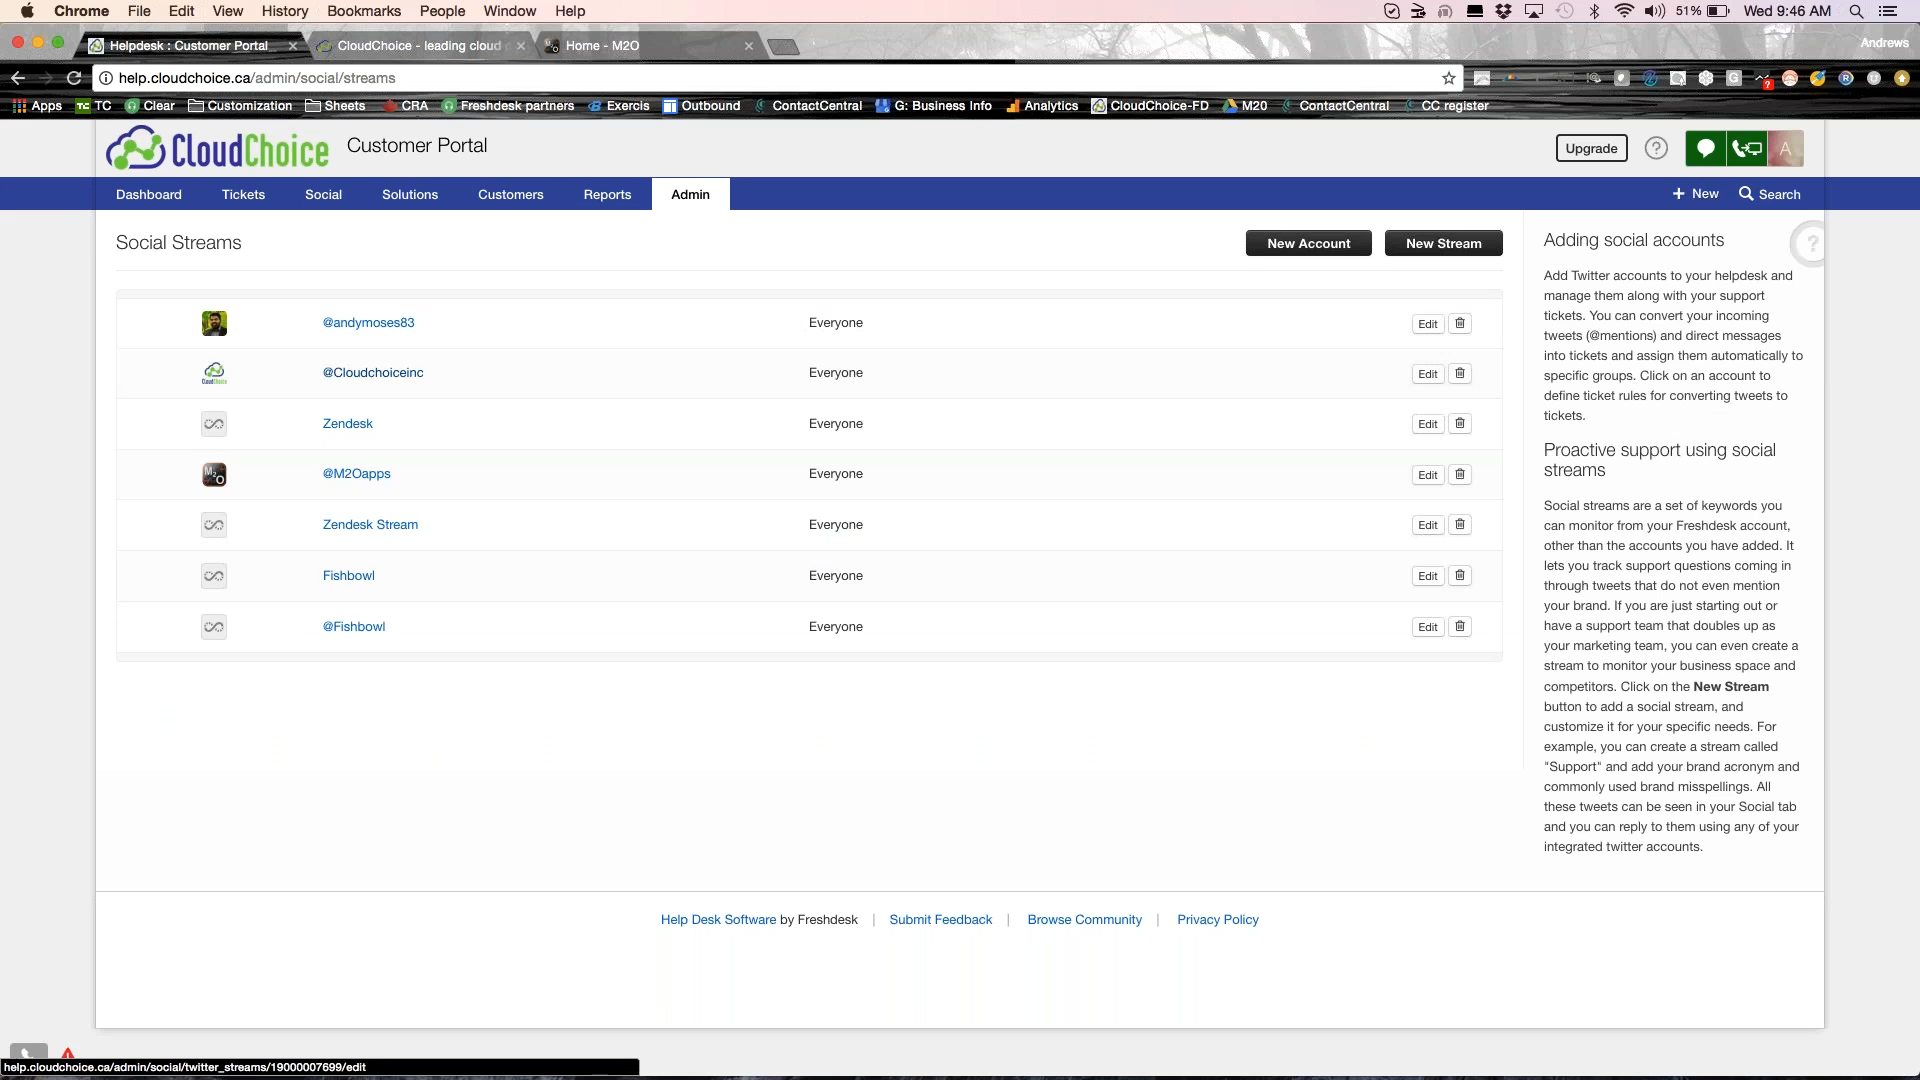 Chrome File Edit View History Bookmarks People Window Help 51% Wed 9:46 AM
Helpdesk : Customer Portal CloudChoice - leading cloud Home - M2O Andrews
help.cloudchoice.ca/admin/social/streams
Apps TC Clear Customization Sheets CRA Freshdesk partners Exercis Outbound ContactCentral G: Business Info Analytics CloudChoice-FD M20 ContactCentral CC register
CloudChoice Customer Portal Upgrade ? A
Dashboard Tickets Social Solutions Customers Reports Admin + New Search
Social Streams New Account New Stream
@andymoses83 Everyone Edit
@Cloudchoiceinc Everyone Edit
Zendesk Everyone Edit
@M2Oapps Everyone Edit
Zendesk Stream Everyone Edit
Fishbowl Everyone Edit
@Fishbowl Everyone Edit
Adding social accounts ?
Add Twitter accounts to your helpdesk and
manage them along with your support
tickets. You can convert your incoming
tweets (@mentions) and direct messages
into tickets and assign them automatically to
specific groups. Click on an account to
define ticket rules for converting tweets to
tickets.
Proactive support using social
streams
Social streams are a set of keywords you
can monitor from your Freshdesk account,
other than the accounts you have added. It
lets you track support questions coming in
through tweets that do not even mention
your brand. If you are just starting out or
have a support team that doubles up as
your marketing team, you can even create a
stream to monitor your business space and
competitors. Click on the New Stream
button to add a social stream, and
customize it for your specific needs. For
example, you can create a stream called
"Support" and add your brand acronym and
commonly used brand misspellings. All
these tweets can be seen in your Social tab
and you can reply to them using any of your
integrated twitter accounts.
Help Desk Software by Freshdesk | Submit Feedback | Browse Community | Privacy Policy
help.cloudchoice.ca/admin/social/twitter_streams/19000007699/edit